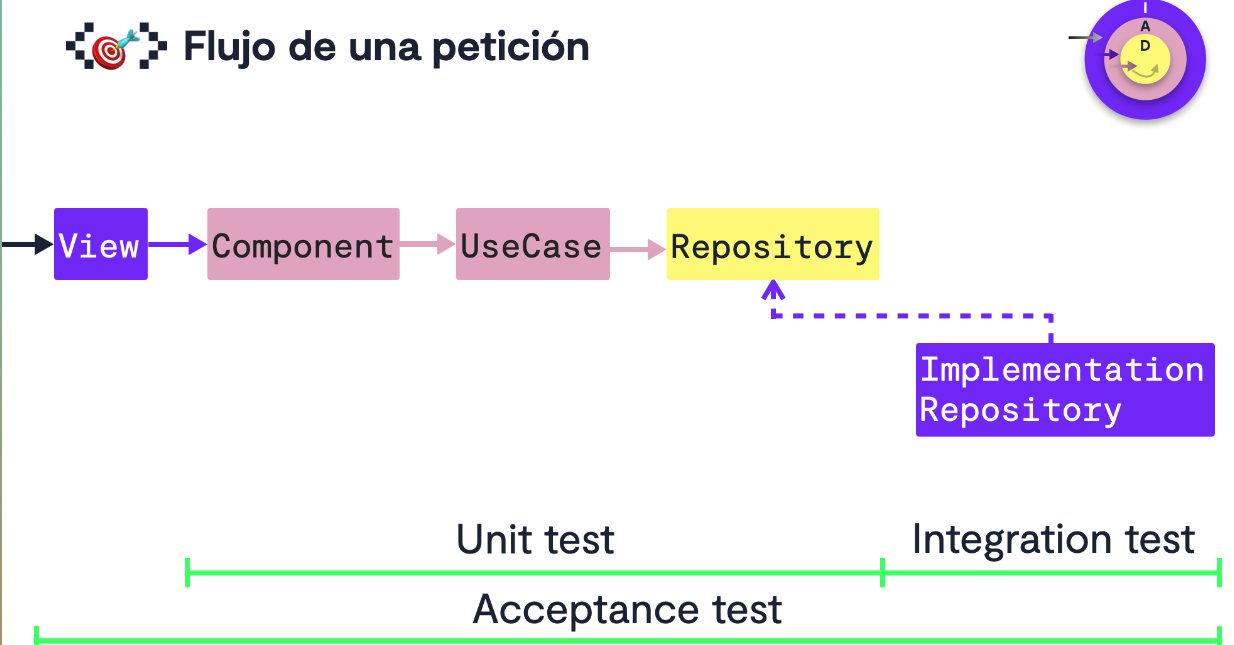 Flujo de una petición
I
A
D
View
Component
UseCase
Repository
Implementation
Repository
Unit test
Integration test
Acceptance test